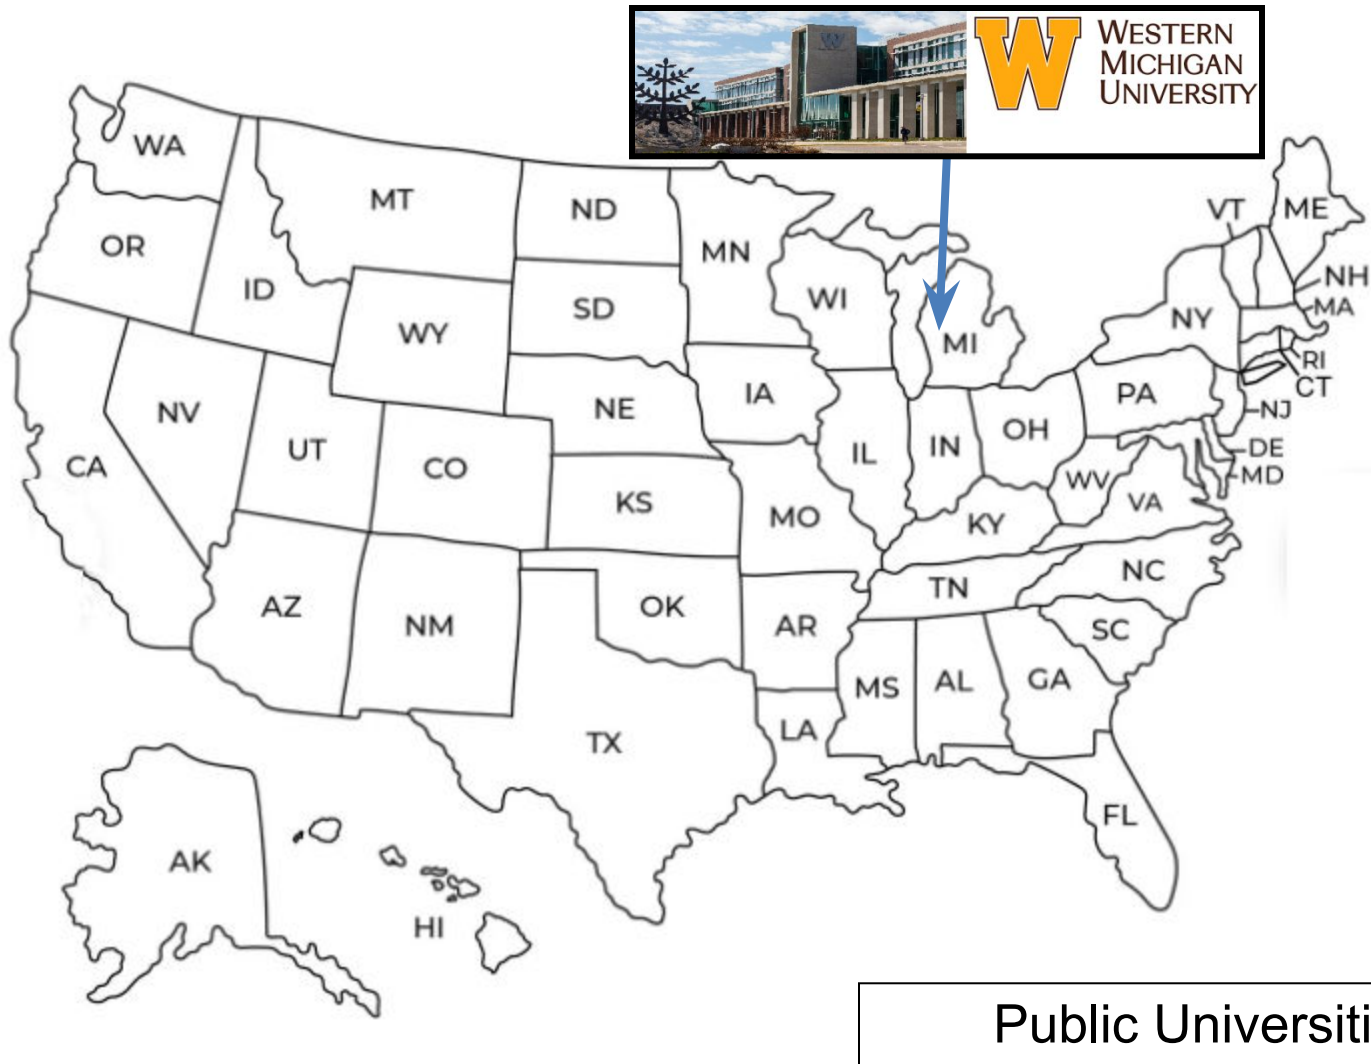 W
WESTERN
MICHIGAN
UNIVERSITY
WA
MT
ND
MN
VT
ME
OR
ID
SD
WI
NH
MA
WY
MI
NY
RI
CT
NV
NE
IA
PA
NJ
CA
UT
CO
IL
IN
OH
DE
MD
KS
MO
WV
VA
KY
AZ
NM
OK
AR
TN
NC
SC
MS
AL
GA
TX
LA
FL
AK
HI
Public Universiti